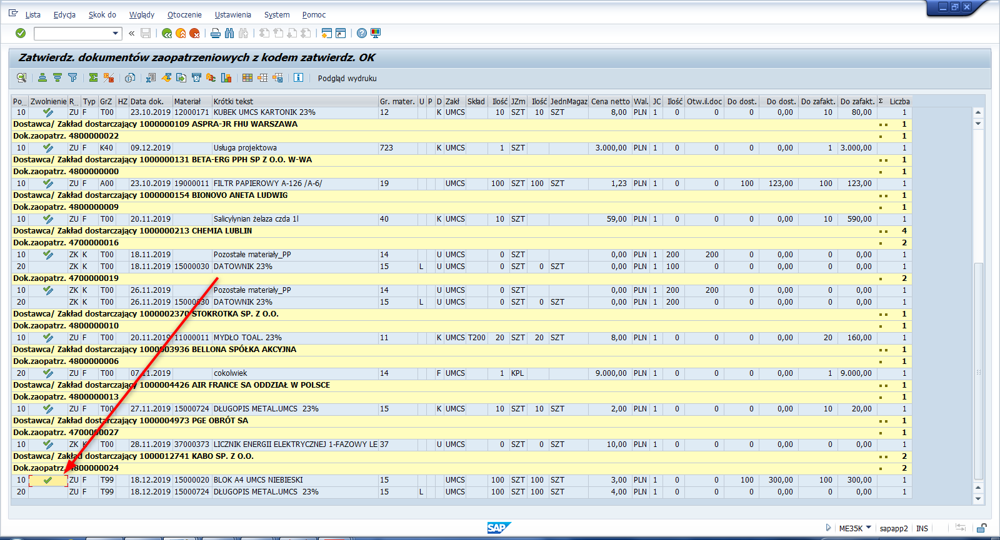 Lista Edycja Skok do Wglądy Otoczenie Ustawienia System Pomoc
Zatwierdz. dokumentów zaopatrzeniowych z kodem zatwierdz. OK
Podgląd wydruku
Po... Zwolnienie R... Typ GrZ HZ Data dok. Materiał Krótki tekst Gr. mater. U P D Zakł Skład Ilość JZm Ilość JednMagaz Cena netto Wal. JC Ilość Otw.il.doc Do dost. Do dost. Do zafakt. Do zafakt. Σ Liczba
10 ZU F T00 23.10.2019 12000171 KUBEK UMCS KARTONIK 23% 12 K UMCS 10 SZT 10 SZT 8,00 PLN 1 0 0 0 0,00 10 80,00 1
Dostawca/ Zakład dostarczający 1000000109 ASPRA-JR FHU WARSZAWA 1
Dok.zaopatrz. 4800000022 1
10 ZU F K40 09.12.2019 Usługa projektowa 723 K UMCS 1 SZT 3.000,00 PLN 1 0 0 0 0,00 1 3.000,00 1
Dostawca/ Zakład dostarczający 1000000131 BETA-ERG PPH SP Z O.O. W-WA 1
Dok.zaopatrz. 4800000000 1
10 ZU F A00 23.10.2019 19000011 FILTR PAPIEROWY A-126 /A-6/ 19 UMCS 100 SZT 100 SZT 1,23 PLN 1 0 0 100 123,00 100 123,00 1
Dostawca/ Zakład dostarczający 1000000154 BIONOVO ANETA LUDWIG 1
Dok.zaopatrz. 4800000009 1
10 ZU F T00 20.11.2019 Salicylynian żelaza czda 1l 40 K UMCS 10 SZT 59,00 PLN 1 0 0 0 0,00 10 590,00 1
Dostawca/ Zakład dostarczający 1000000213 CHEMIA LUBLIN 4
Dok.zaopatrz. 4700000016 2
10 ZK K T00 18.11.2019 Pozostałe materiały_PP 14 U UMCS 0 SZT 0,00 PLN 1 200 200 0 0,00 0 0,00 1
20 ZK K T00 18.11.2019 15000030 DATOWNIK 23% 15 L U UMCS 0 SZT 0 SZT 0,00 PLN 1 100 0 0,00 0 0,00 1
Dok.zaopatrz. 4700000019 2
10 ZK K T00 26.11.2019 Pozostałe materiały_PP 14 U UMCS 0 SZT 0,00 PLN 1 200 200 0 0,00 0 0,00 1
20 ZK K T00 26.11.2019 15000030 DATOWNIK 23% 15 L U UMCS 0 SZT 0 SZT 0,00 PLN 1 200 0 0,00 0 0,00 1
Dostawca/ Zakład dostarczający 1000002370 STOKROTKA SP. Z O.O. 1
Dok.zaopatrz. 4800000010 1
10 ZU F T00 20.11.2019 11000011 MYDŁO TOAL. 23% 11 K UMCS T200 20 SZT 20 SZT 8,00 PLN 1 0 0 0 0,00 20 160,00 1
Dostawca/ Zakład dostarczający 1000003936 BELLONA SPÓŁKA AKCYJNA 1
Dok.zaopatrz. 4800000006 1
20 ZU F T00 07.11.2019 cokolwiek 14 F UMCS 1 KPL 9.000,00 PLN 1 0 0 0 0,00 1 9.000,00 1
Dostawca/ Zakład dostarczający 1000004426 AIR FRANCE SA ODDZIAŁ W POLSCE 1
Dok.zaopatrz. 4800000013 1
10 ZU F T00 27.11.2019 15000724 DŁUGOPIS METAL.UMCS 23% 15 K UMCS 10 SZT 10 SZT 2,00 PLN 1 0 0 0 0,00 10 20,00 1
Dostawca/ Zakład dostarczający 1000004973 PGE OBRÓT SA 1
Dok.zaopatrz. 4700000027 1
10 ZK K T00 28.11.2019 37000373 LICZNIK ENERGII ELEKTRYCZNEJ 1-FAZOWY LE 37 U UMCS 0 SZT 0 SZT 10,00 PLN 1 0 0 0 0,00 0 0,00 1
Dostawca/ Zakład dostarczający 1000012741 KABO SP. Z O.O. 2
Dok.zaopatrz. 4800000024 2
10 ZU F T99 18.12.2019 15000020 BLOK A4 UMCS NIEBIESKI 15 UMCS 100 SZT 100 SZT 3,00 PLN 1 0 0 100 300,00 100 300,00 1
20 ZU F T99 18.12.2019 15000724 DŁUGOPIS METAL.UMCS 23% 15 L UMCS 100 SZT 100 SZT 4,00 PLN 1 0 0 0 0,00 0 0,00 1
SAP ME35K sapapp2 INS